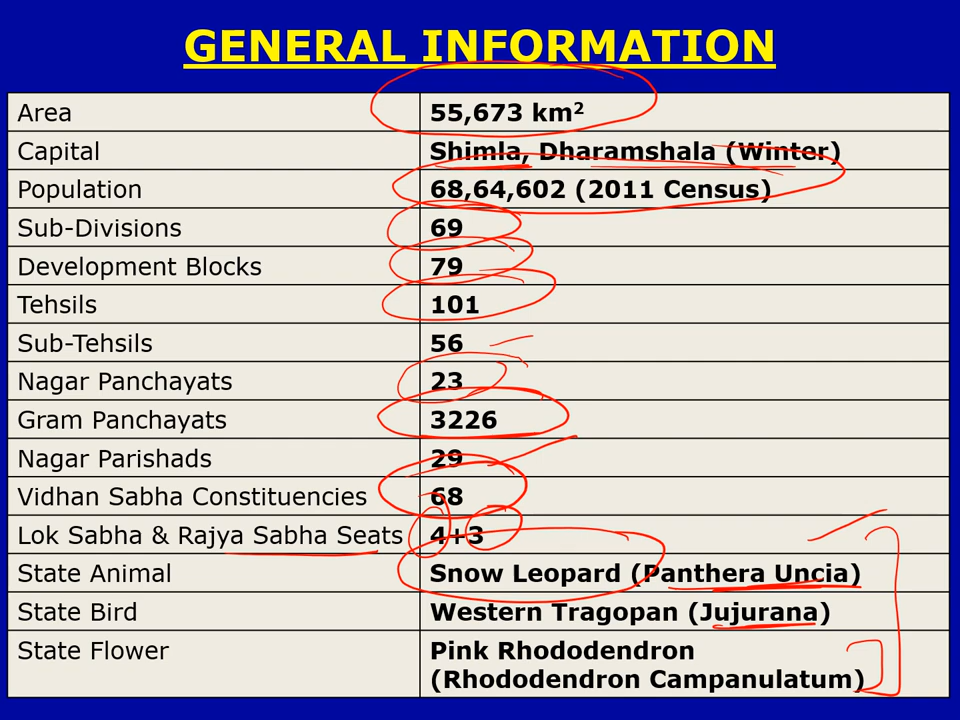 GENERAL INFORMATION
Area 55,673 km²
Capital Shimla, Dharamshala (Winter)
Population 68,64,602 (2011 Census)
Sub-Divisions 69
Development Blocks 79
Tehsils 101
Sub-Tehsils 56
Nagar Panchayats 23
Gram Panchayats 3226
Nagar Parishads 29
Vidhan Sabha Constituencies 68
Lok Sabha & Rajya Sabha Seats 4+3
State Animal Snow Leopard (Panthera Uncia)
State Bird Western Tragopan (Jujurana)
State Flower Pink Rhododendron
(Rhododendron Campanulatum)